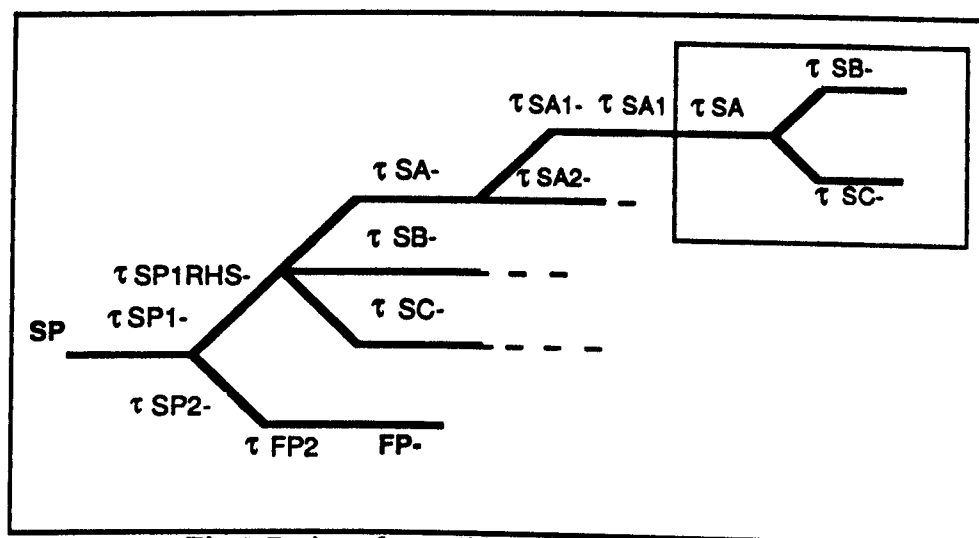 τ SB-
τ SA1- τ SA1 τ SA
τ SA- τ SA2-
τ SC-
τ SB-
τ SP1RHS-
τ SC-
τ SP1-
SP
τ SP2-
τ FP2 FP-